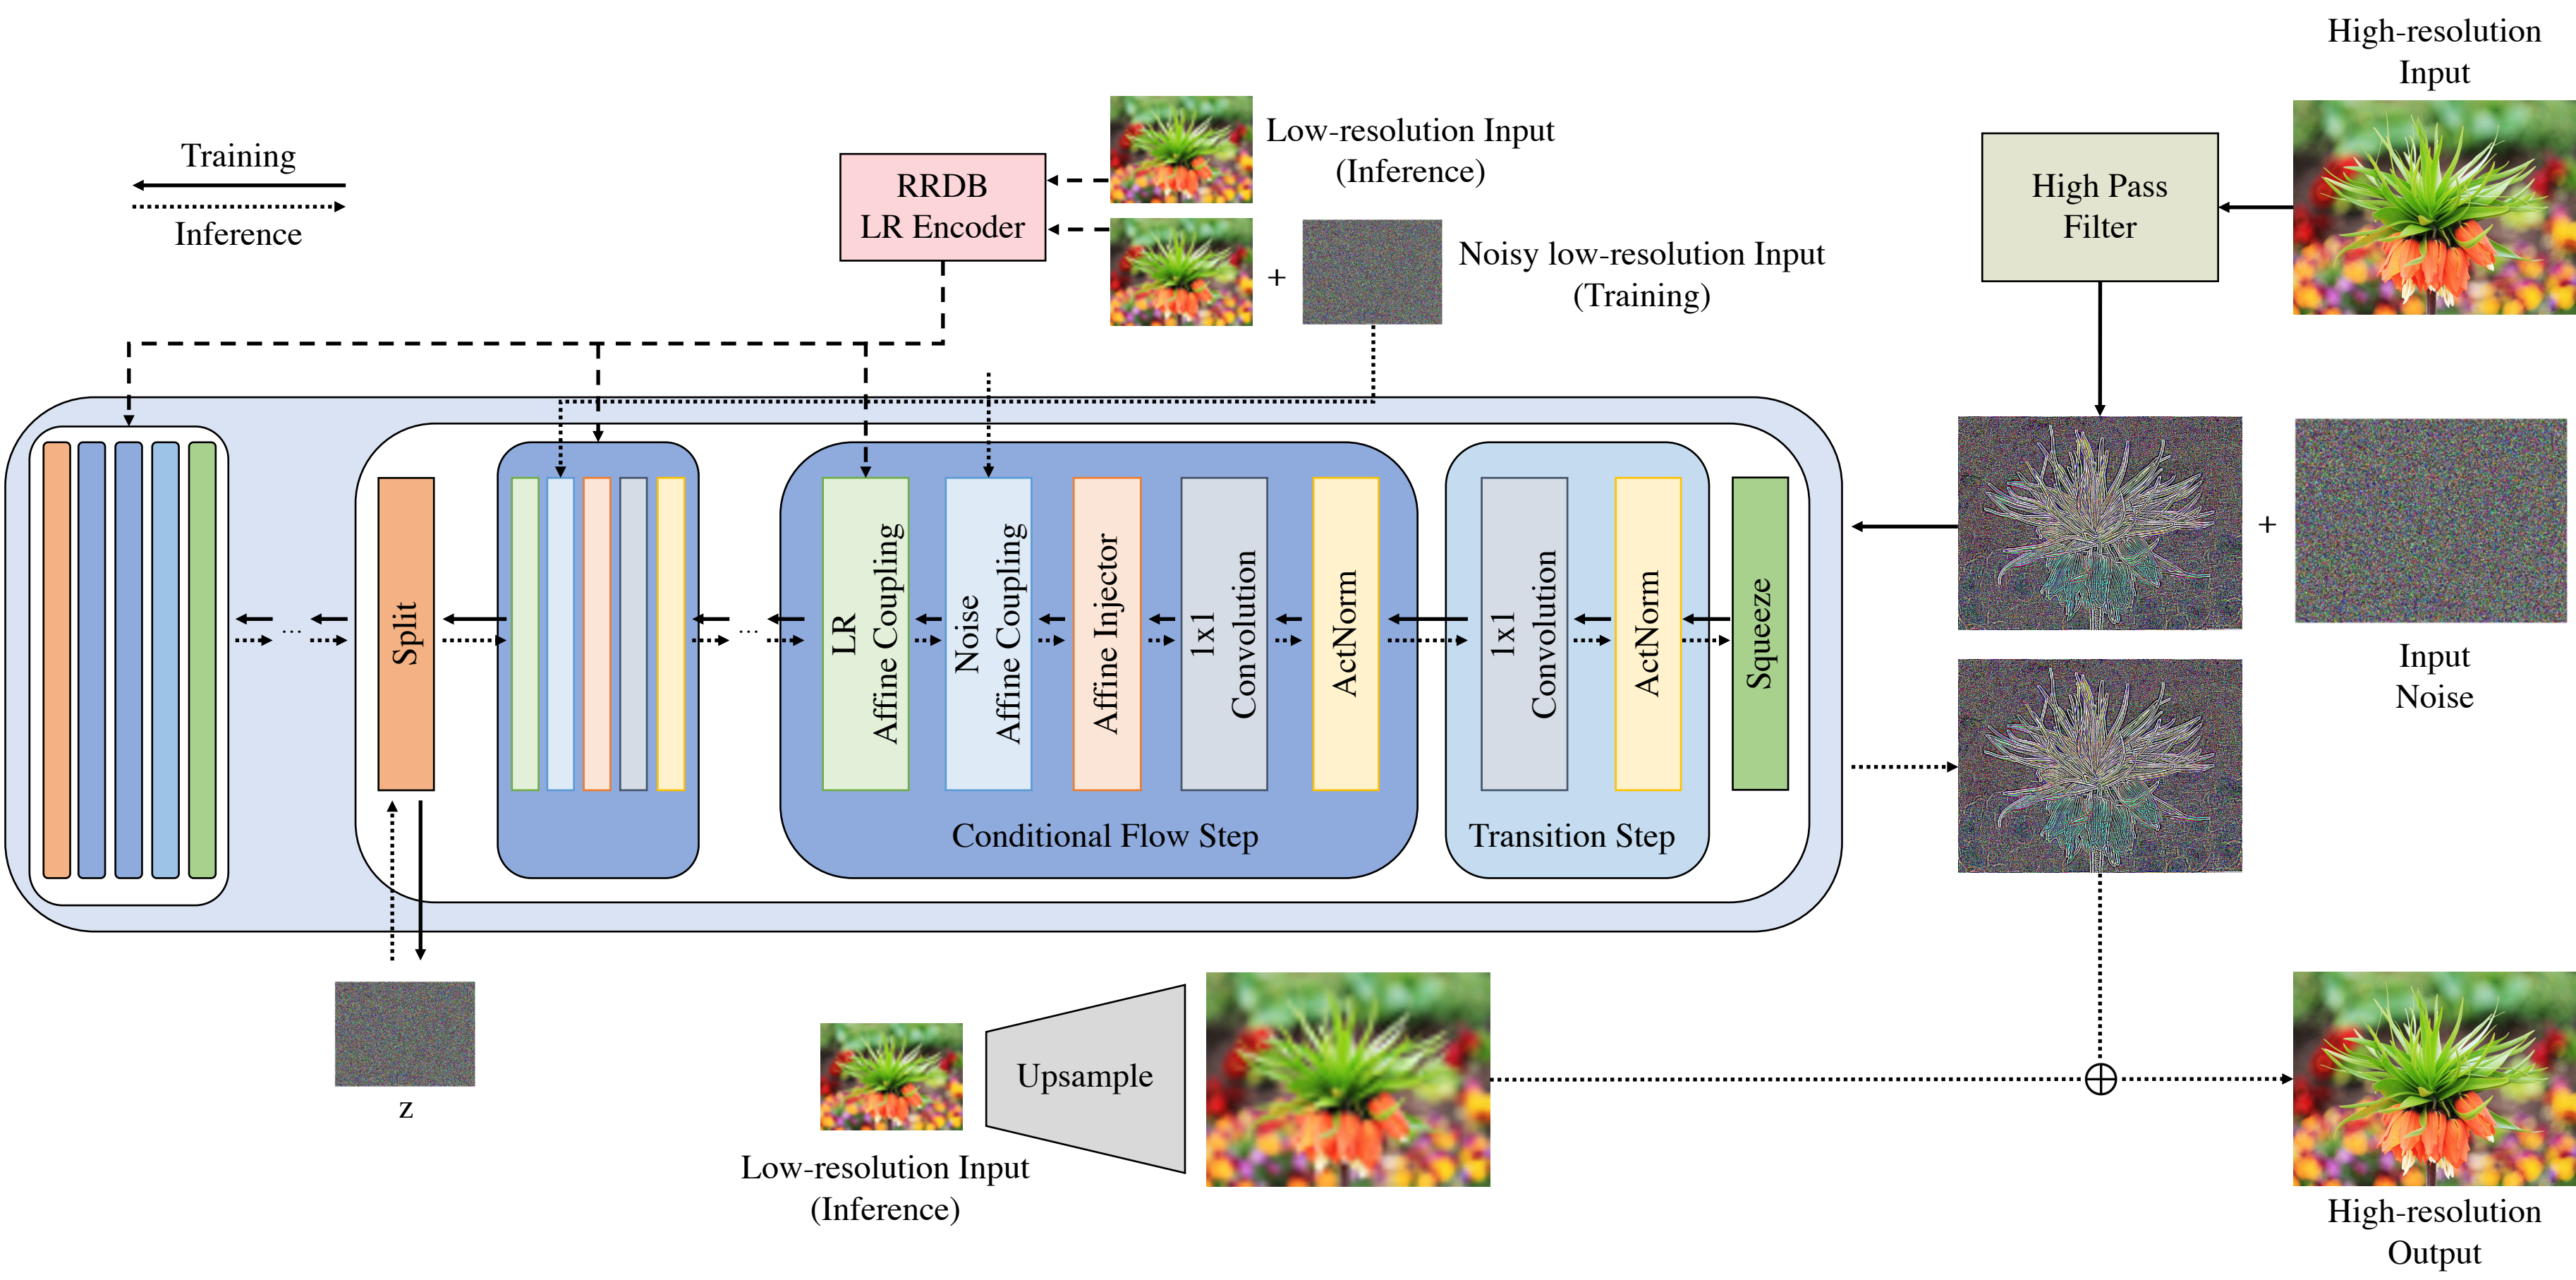 High-resolution
Input
Training
Inference
RRDB
LR Encoder
Low-resolution Input
(Inference)
+
Noisy low-resolution Input
(Training)
High Pass
Filter
Split
...
...
LR
Affine Coupling
Noise
Affine Coupling
Affine Injector
1x1
Convolution
ActNorm
Conditional Flow Step
1x1
Convolution
ActNorm
Transition Step
Squeeze
+
Input
Noise
z
Low-resolution Input
(Inference)
Upsample
High-resolution
Output